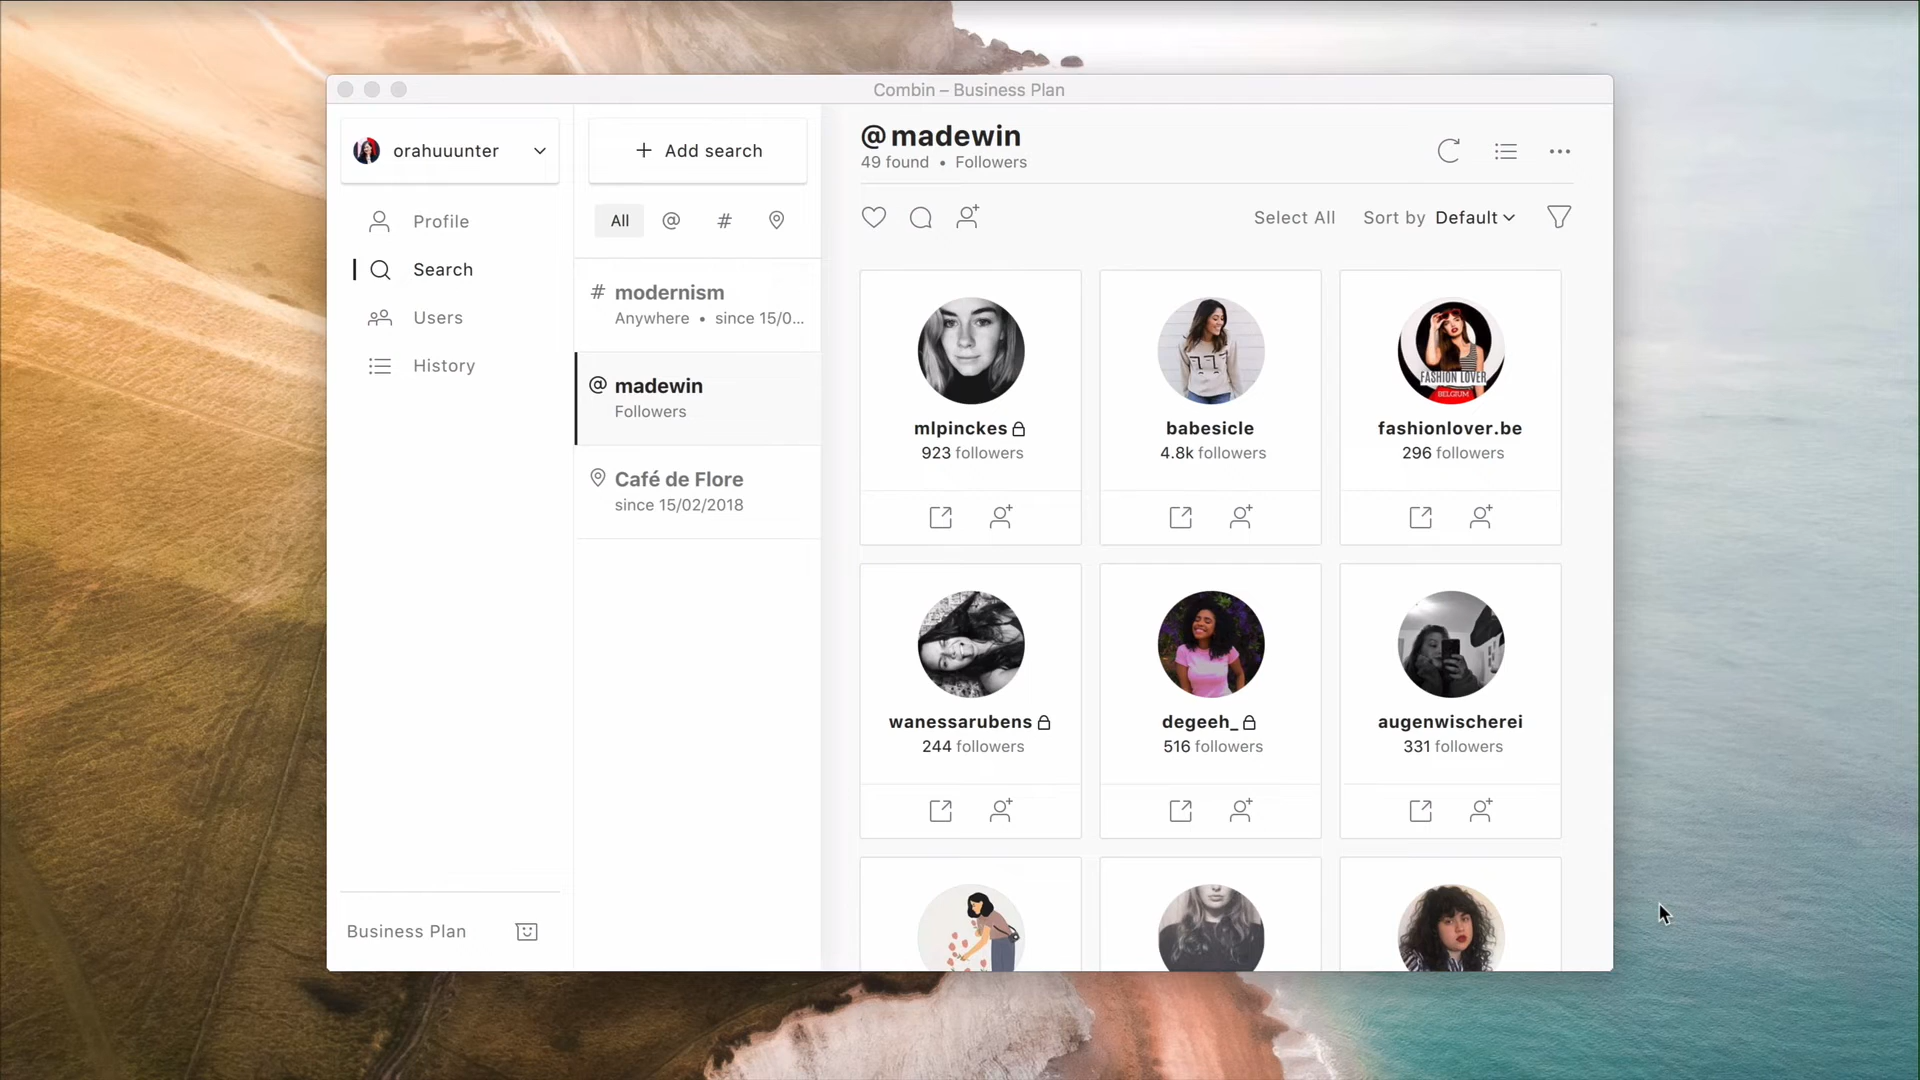 Combin – Business Plan
orahuuunter
Profile
Search
Users
History
Business Plan
+ Add search
All @ #
# modernism
Anywhere • since 15/0...
@ madewin
Followers
Café de Flore
since 15/02/2018
@madewin
49 found • Followers
Select All Sort by Default
mlpinckes
923 followers
babesicle
4.8k followers
FASHION LOVER
BELGIUM
fashionlover.be
296 followers
wanessarubens
244 followers
degeeh_
516 followers
augenwischerei
331 followers